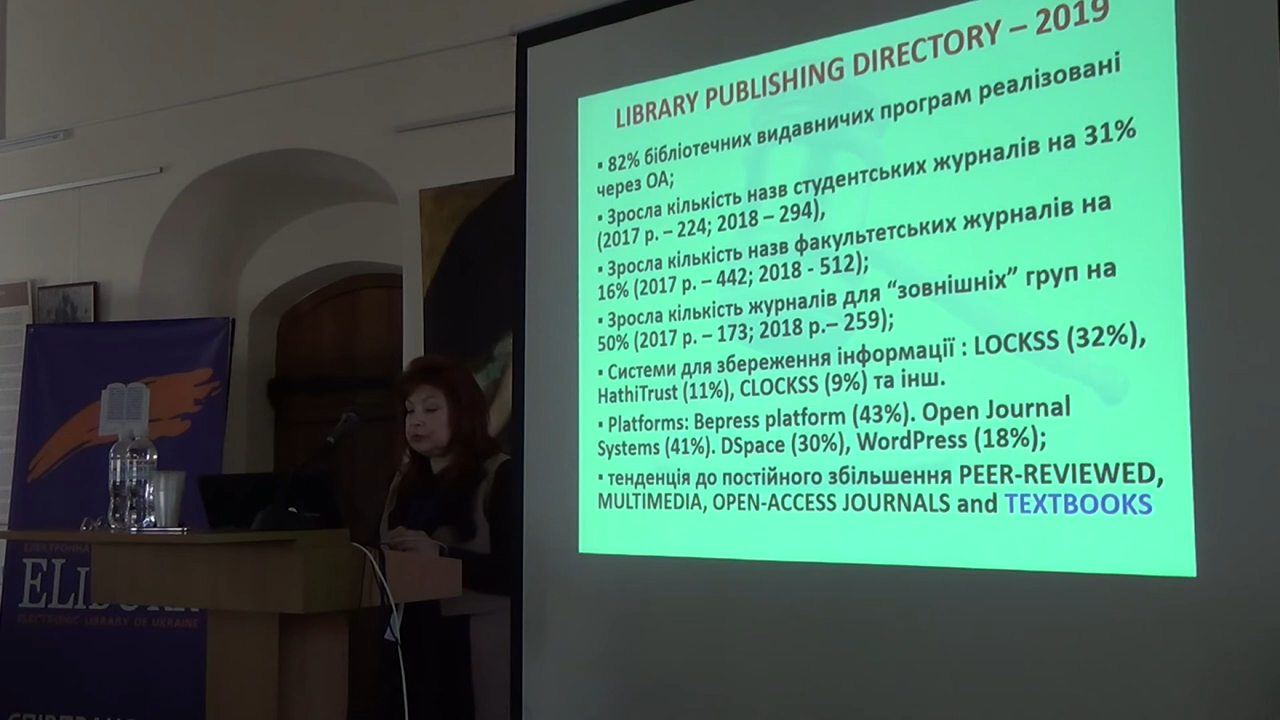 LIBRARY PUBLISHING DIRECTORY – 2019
▪ 82% бібліотечних видавничих програм реалізовані
через ОА;
▪ Зросла кількість назв студентських журналів на 31%
(2017 р. – 224; 2018 – 294),
▪ Зросла кількість назв факультетських журналів на
16% (2017 р. – 442; 2018 - 512);
▪ Зросла кількість журналів для “зовнішніх” груп на
50% (2017 р. – 173; 2018 р.– 259);
▪ Системи для збереження інформації : LOCKSS (32%),
HathiTrust (11%), CLOCKSS (9%) та інш.
▪ Platforms: Bepress platform (43%). Open Journal
Systems (41%). DSpace (30%), WordPress (18%);
▪ тенденція до постійного збільшення PEER-REVIEWED,
MULTIMEDIA, OPEN-ACCESS JOURNALS and TEXTBOOKS
ЕЛЕКТРОННА
ELECTRONIC LIBRARY OF UKRAINE